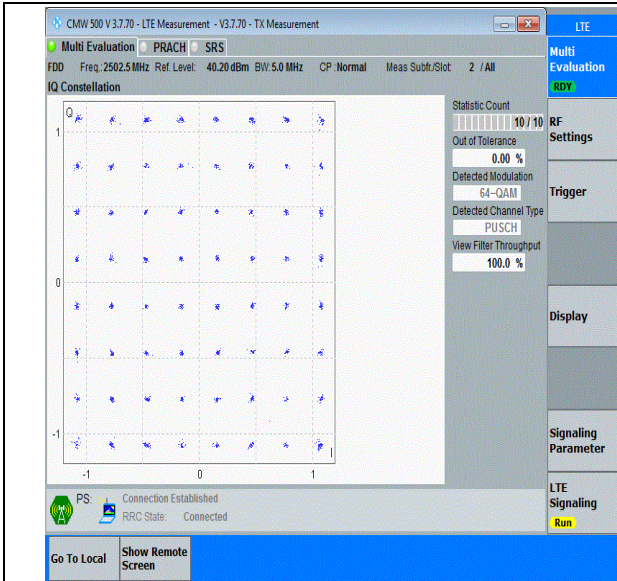 CMW 500 V 3.7.70 - LTE Measurement - V3.7.70 - TX Measurement
LTE
Multi Evaluation PRACH SRS
FDD Freq.:2502.5 MHz Ref. Level: 40.20 dBm BW:5.0 MHz CP :Normal Meas Subfr./Slot: 2 / All
IQ Constellation
Q
1
0
-1
-1 0 1
I
Statistic Count
10 / 10
Out of Tolerance
0.00 %
Detected Modulation
64-QAM
Detected Channel Type
PUSCH
View Filter Throughput
100.0 %
Multi
Evaluation
RDY
RF
Settings
Trigger
Display
Signaling
Parameter
LTE
Signaling
Run
PS: Connection Established
RRC State: Connected
Go To Local
Show Remote
Screen